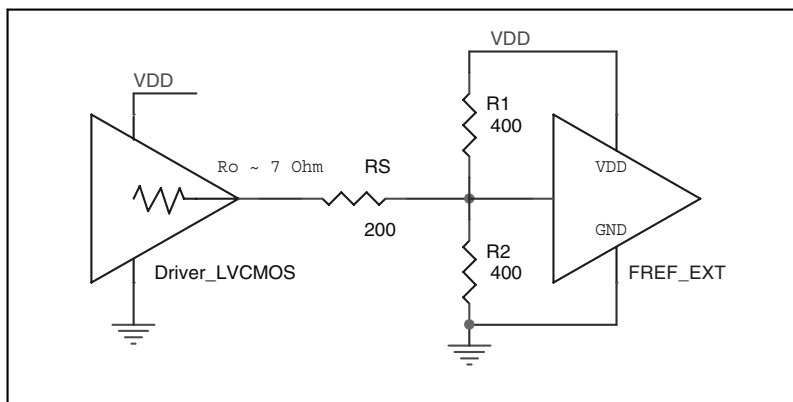 VDD
VDD
R1
400
Ro ~ 7 Ohm
RS
VDD
200
GND
R2
400
Driver_LVCMOS
FREF_EXT